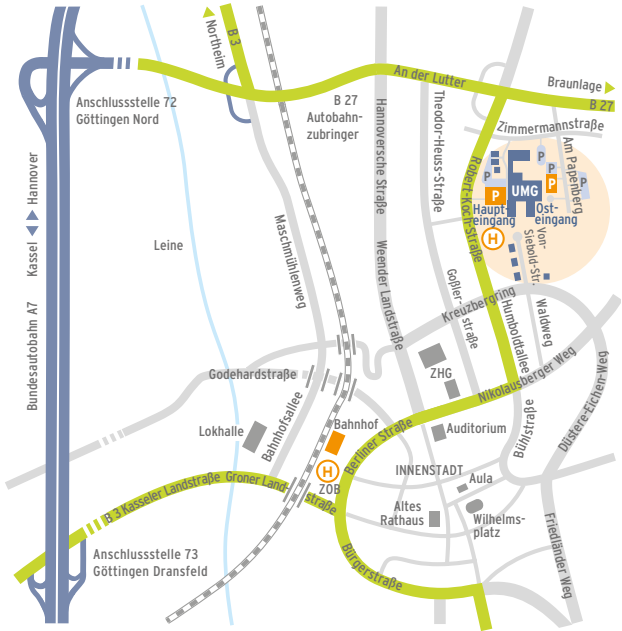 B 3
Northeim
An der Lutter
Braunlage
B 27
Anschlussstelle 72
Göttingen Nord
B 27
Autobahn-
zubringer
Hannoversche Straße
Theodor-Heuss-Straße
Zimmermannstraße
Am Papenberg
Robert-Koch-Straße
P
P
P
P
P
P
UMG
Haupt-
eingang
Ost-
eingang
H
Von-
Siebold-Str.
Kassel
Hannover
Leine
Maschmühlenweg
Weender Landstraße
Goßler-
straße
Kreuzbergring
Humboldtallee
Waldweg
Bundesautobahn A7
Godehardstraße
ZHG
Nikolausberger Weg
Düstere-Eichen-Weg
Lokhalle
Bahnhofsallee
Bahnhof
Berliner Straße
Auditorium
Bühlstraße
H
ZOB
INNENSTADT
Aula
B 3 Kasseler Landstraße
Groner Land-
straße
Altes
Rathaus
Wilhelms-
platz
Friedländer Weg
Anschlussstelle 73
Göttingen Dransfeld
Bürgerstraße